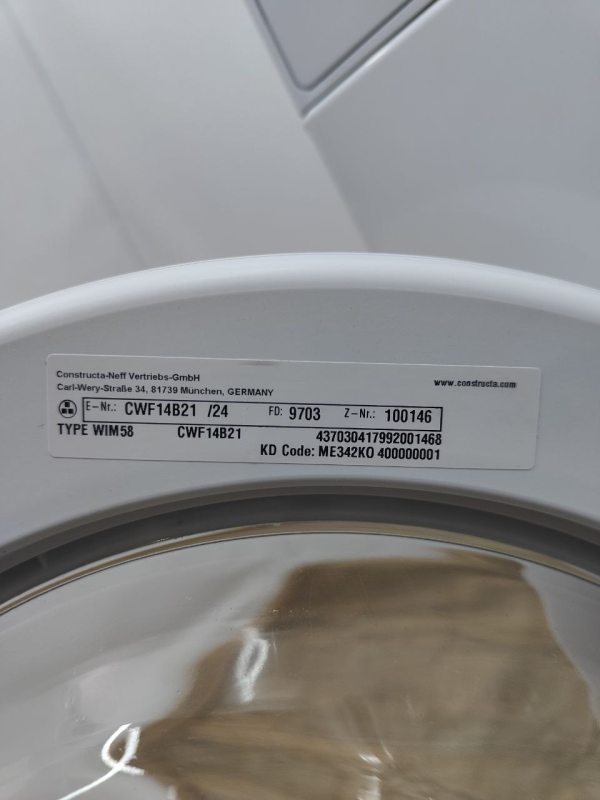 Constructa-Neff Vertriebs-GmbH
Carl-Wery-Straße 34, 81739 München, GERMANY
www.constructa.com
E-Nr.: CWF14B21 /24 FD: 9703 Z-Nr.: 100146
TYPE WIM58 CWF14B21 437030417992001468
KD Code: ME342KO 400000001